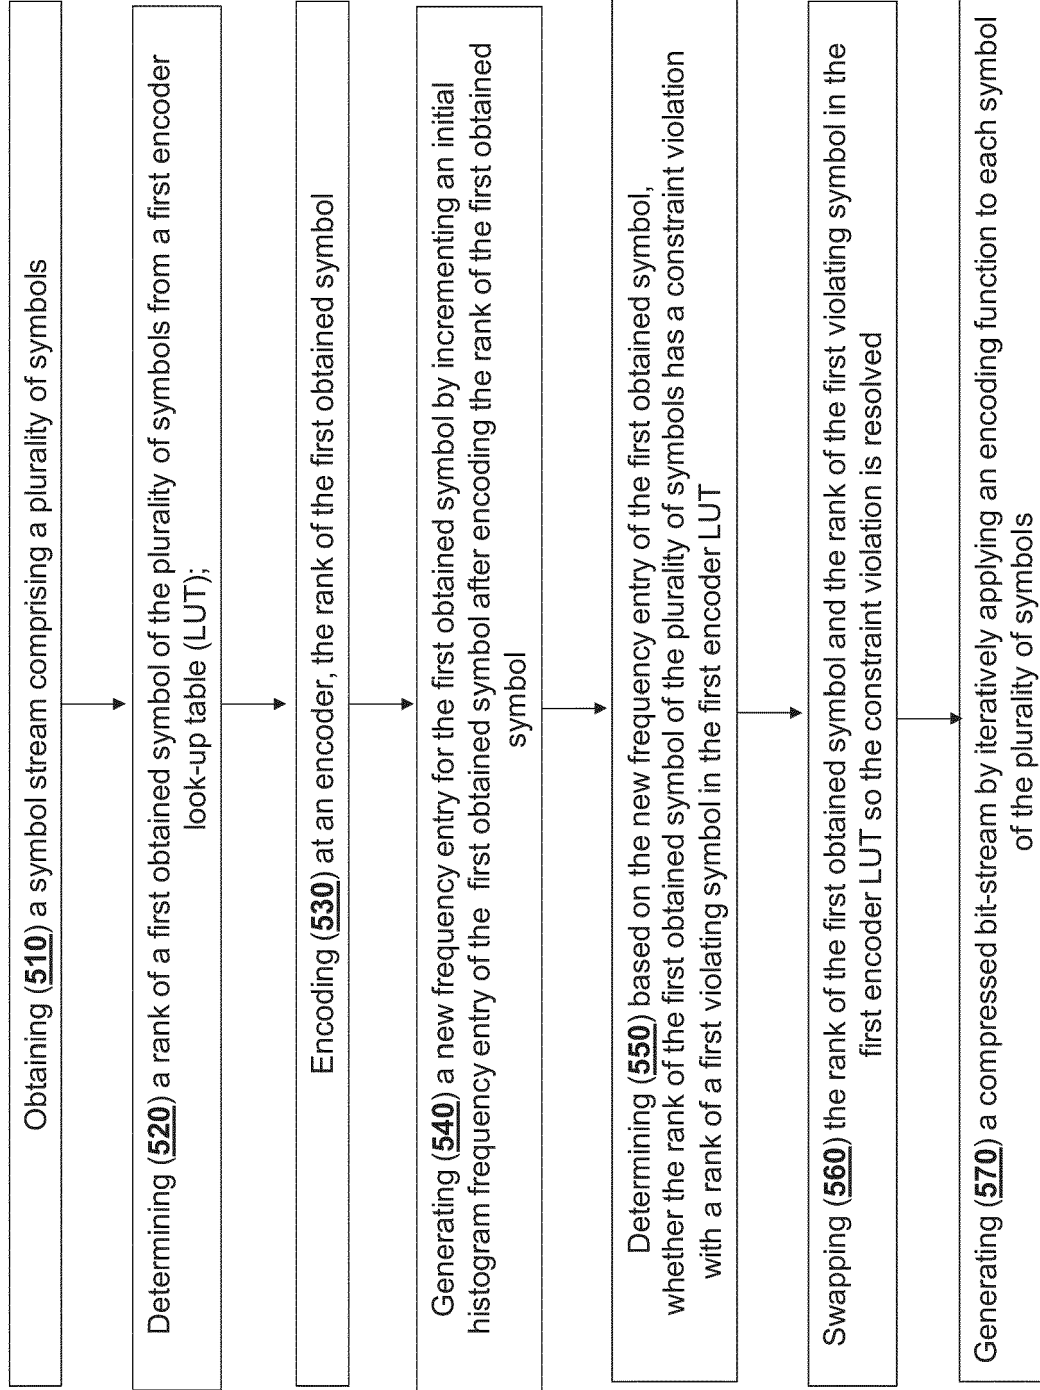 Obtaining (510) a symbol stream comprising a plurality of symbols
Determining (520) a rank of a first obtained symbol of the plurality of symbols from a first encoder
look-up table (LUT);
Encoding (530) at an encoder, the rank of the first obtained symbol
Generating (540) a new frequency entry for the first obtained symbol by incrementing an initial
histogram frequency entry of the first obtained symbol after encoding the rank of the first obtained
symbol
Determining (550) based on the new frequency entry of the first obtained symbol,
whether the rank of the first obtained symbol of the plurality of symbols has a constraint violation
with a rank of a first violating symbol in the first encoder LUT
Swapping (560) the rank of the first obtained symbol and the rank of the first violating symbol in the
first encoder LUT so the constraint violation is resolved
Generating (570) a compressed bit-stream by iteratively applying an encoding function to each symbol
of the plurality of symbols